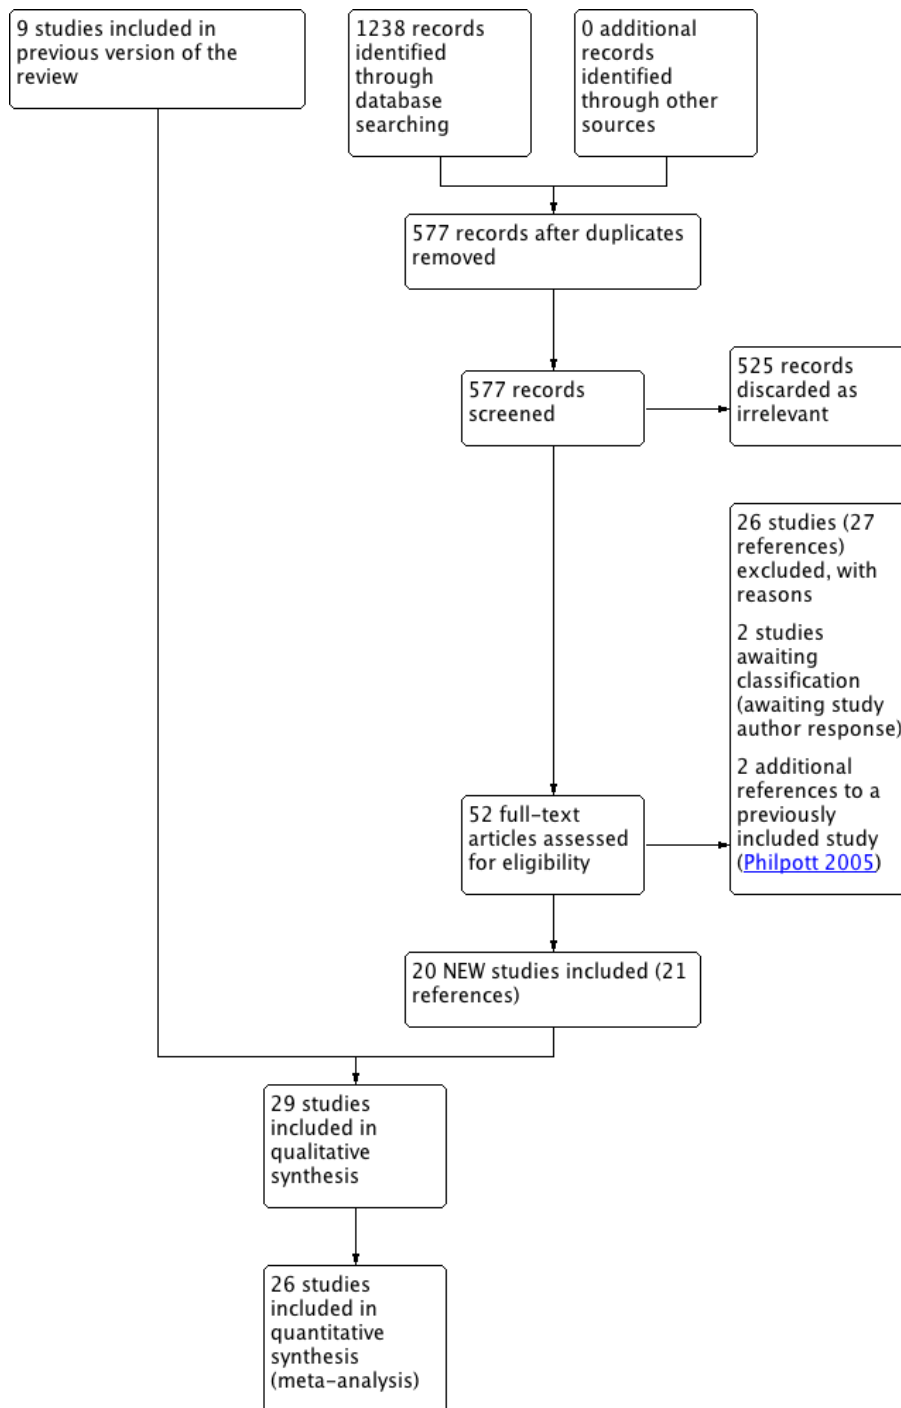 9 studies included in
previous version of the
review
1238 records
identified
through
database
searching
0 additional
records
identified
through other
sources
577 records after duplicates
removed
577 records
screened
525 records
discarded as
irrelevant
26 studies (27
references)
excluded, with
reasons
2 studies
awaiting
classification
(awaiting study
author response)
2 additional
references to a
previously
included study
(Philpott 2005)
52 full-text
articles assessed
for eligibility
20 NEW studies included (21
references)
29 studies
included in
qualitative
synthesis
26 studies
included in
quantitative
synthesis
(meta-analysis)